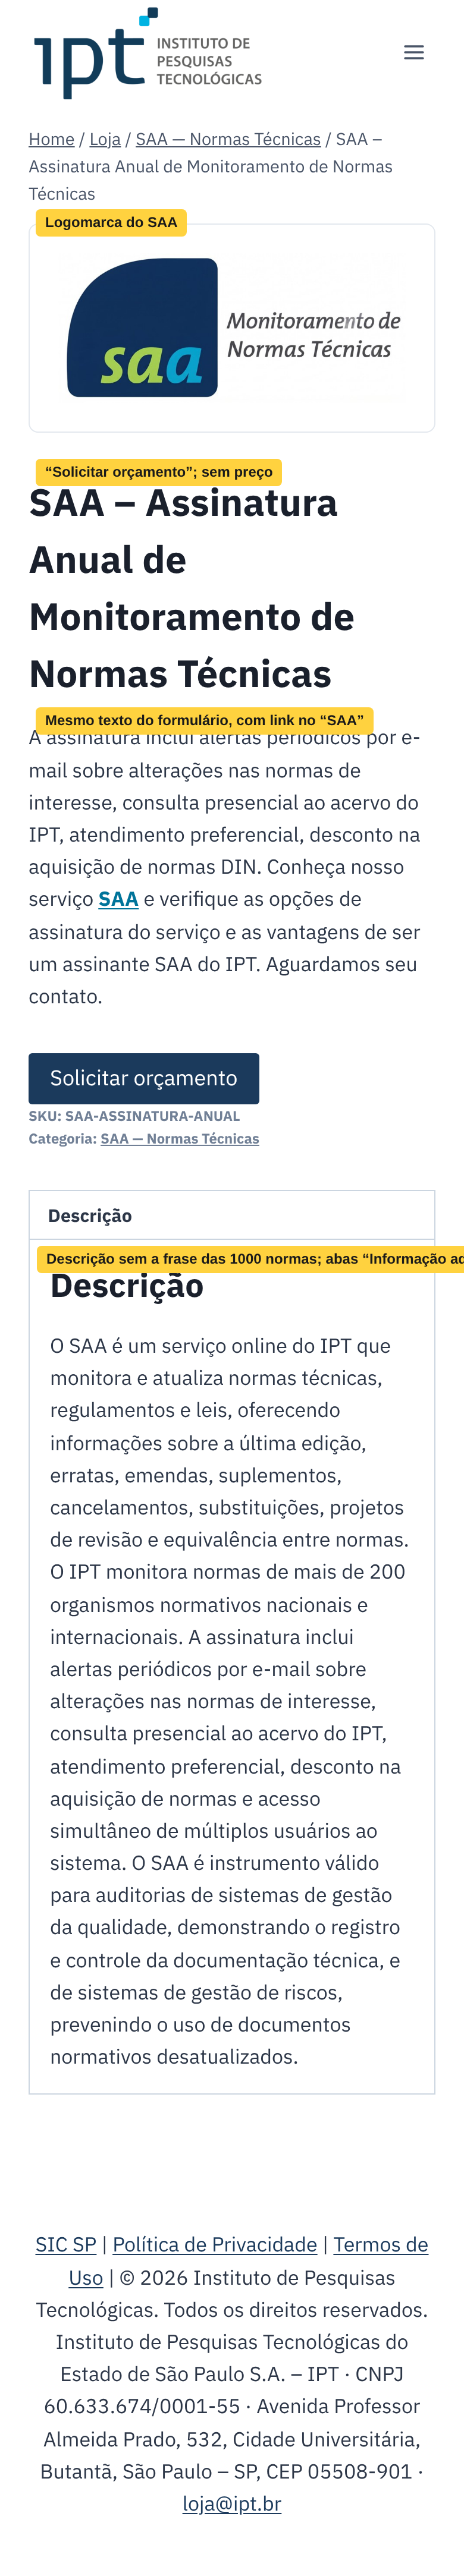 ipt INSTITUTO DE
PESQUISAS
TECNOLÓGICAS
Home / Loja / SAA — Normas Técnicas / SAA –
Assinatura Anual de Monitoramento de Normas
Técnicas
Logomarca do SAA
saa Monitoramento de
Normas Técnicas
“Solicitar orçamento”; sem preço
SAA – Assinatura
Anual de
Monitoramento de
Normas Técnicas
Mesmo texto do formulário, com link no “SAA”
A assinatura inclui alertas periódicos por e-
mail sobre alterações nas normas de
interesse, consulta presencial ao acervo do
IPT, atendimento preferencial, desconto na
aquisição de normas DIN. Conheça nosso
serviço SAA e verifique as opções de
assinatura do serviço e as vantagens de ser
um assinante SAA do IPT. Aguardamos seu
contato.
Solicitar orçamento
SKU: SAA-ASSINATURA-ANUAL
Categoria: SAA — Normas Técnicas
Descrição
Descrição sem a frase das 1000 normas; abas “Informação ad
Descrição
O SAA é um serviço online do IPT que
monitora e atualiza normas técnicas,
regulamentos e leis, oferecendo
informações sobre a última edição,
erratas, emendas, suplementos,
cancelamentos, substituições, projetos
de revisão e equivalência entre normas.
O IPT monitora normas de mais de 200
organismos normativos nacionais e
internacionais. A assinatura inclui
alertas periódicos por e-mail sobre
alterações nas normas de interesse,
consulta presencial ao acervo do IPT,
atendimento preferencial, desconto na
aquisição de normas e acesso
simultâneo de múltiplos usuários ao
sistema. O SAA é instrumento válido
para auditorias de sistemas de gestão
da qualidade, demonstrando o registro
e controle da documentação técnica, e
de sistemas de gestão de riscos,
prevenindo o uso de documentos
normativos desatualizados.
SIC SP | Política de Privacidade | Termos de
Uso | © 2026 Instituto de Pesquisas
Tecnológicas. Todos os direitos reservados.
Instituto de Pesquisas Tecnológicas do
Estado de São Paulo S.A. – IPT · CNPJ
60.633.674/0001-55 · Avenida Professor
Almeida Prado, 532, Cidade Universitária,
Butantã, São Paulo – SP, CEP 05508-901 ·
loja@ipt.br